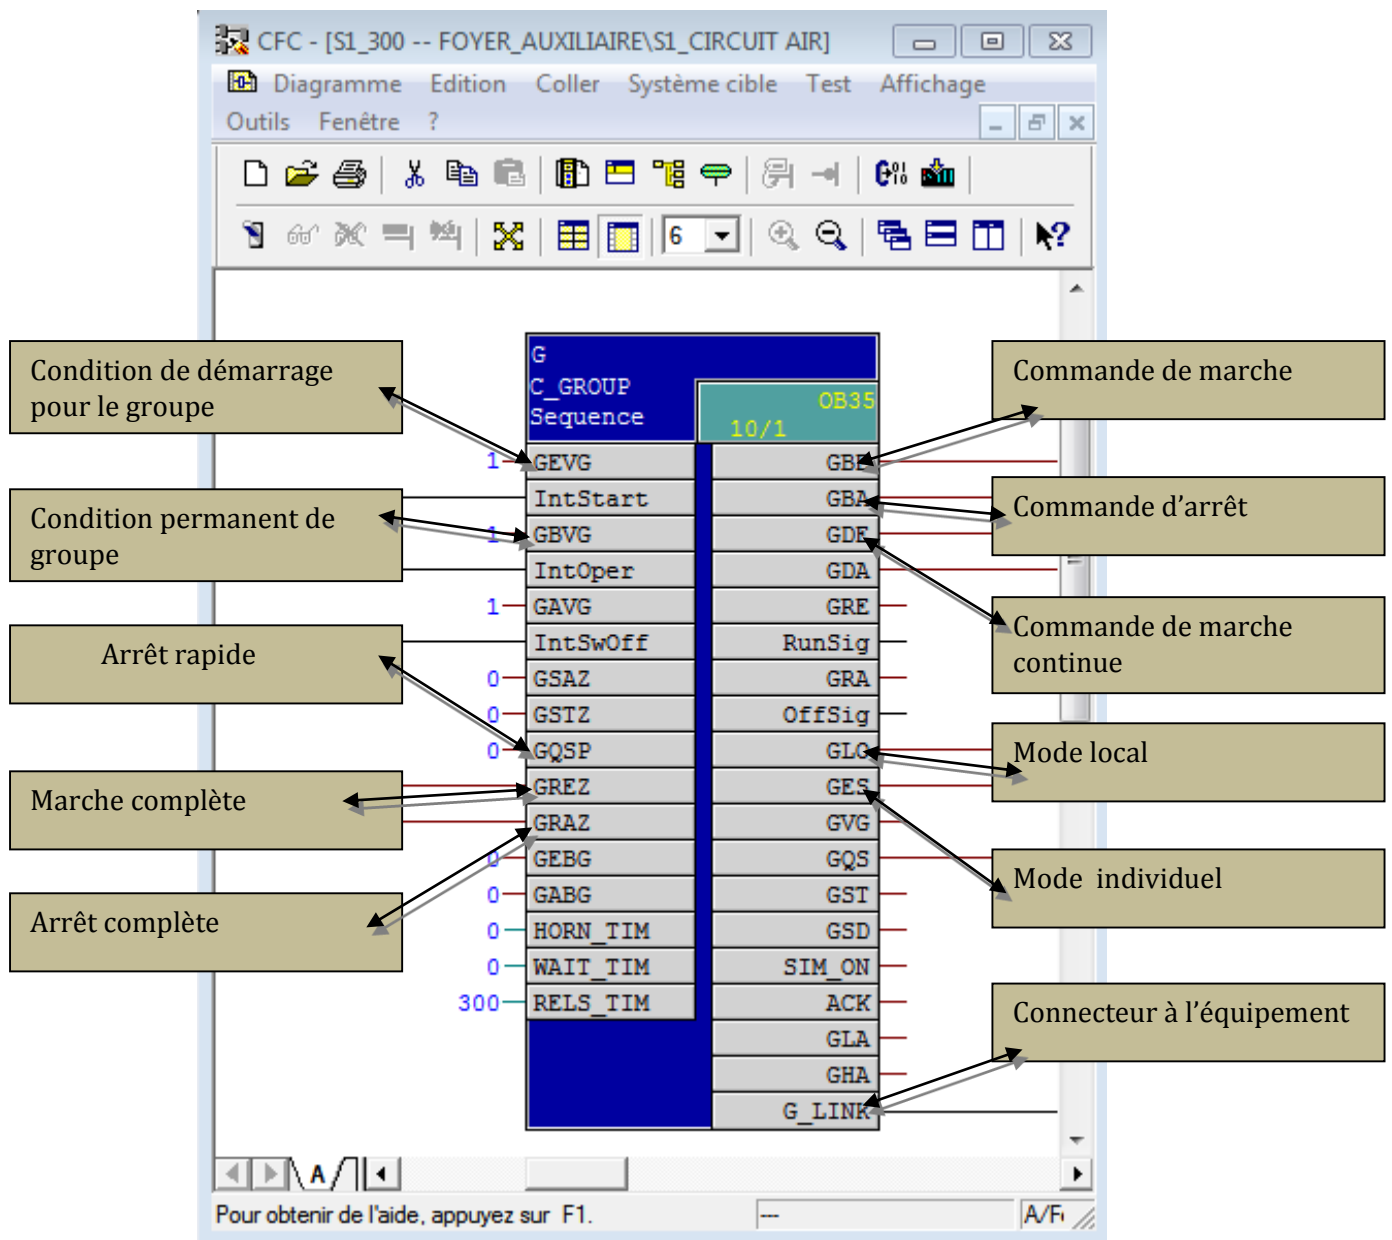 CFC - [S1_300 -- FOYER_AUXILIAIRE\S1_CIRCUIT AIR]
Diagramme Edition Coller Système cible Test Affichage
Outils Fenêtre ?
6
G
C_GROUP
Sequence
OB35
10/1
Condition de démarrage
pour le groupe
Condition permanent de
groupe
Arrêt rapide
Marche complète
Arrêt complète
1 GEVG
IntStart
1 GBVG
IntOper
1 GAVG
IntSwOff
0 GSAZ
0 GSTZ
0 GQSP
GREZ
GRAZ
0 GEBG
0 GABG
0 HORN_TIM
0 WAIT_TIM
300 RELS_TIM
GBE
GBA
GDE
GDA
GRE
RunSig
GRA
OffSig
GLO
GES
GVG
GQS
GST
GSD
SIM_ON
ACK
GLA
GHA
G_LINK
Commande de marche
Commande d’arrêt
Commande de marche
continue
Mode local
Mode individuel
Connecteur à l’équipement
A
Pour obtenir de l'aide, appuyez sur F1.
---